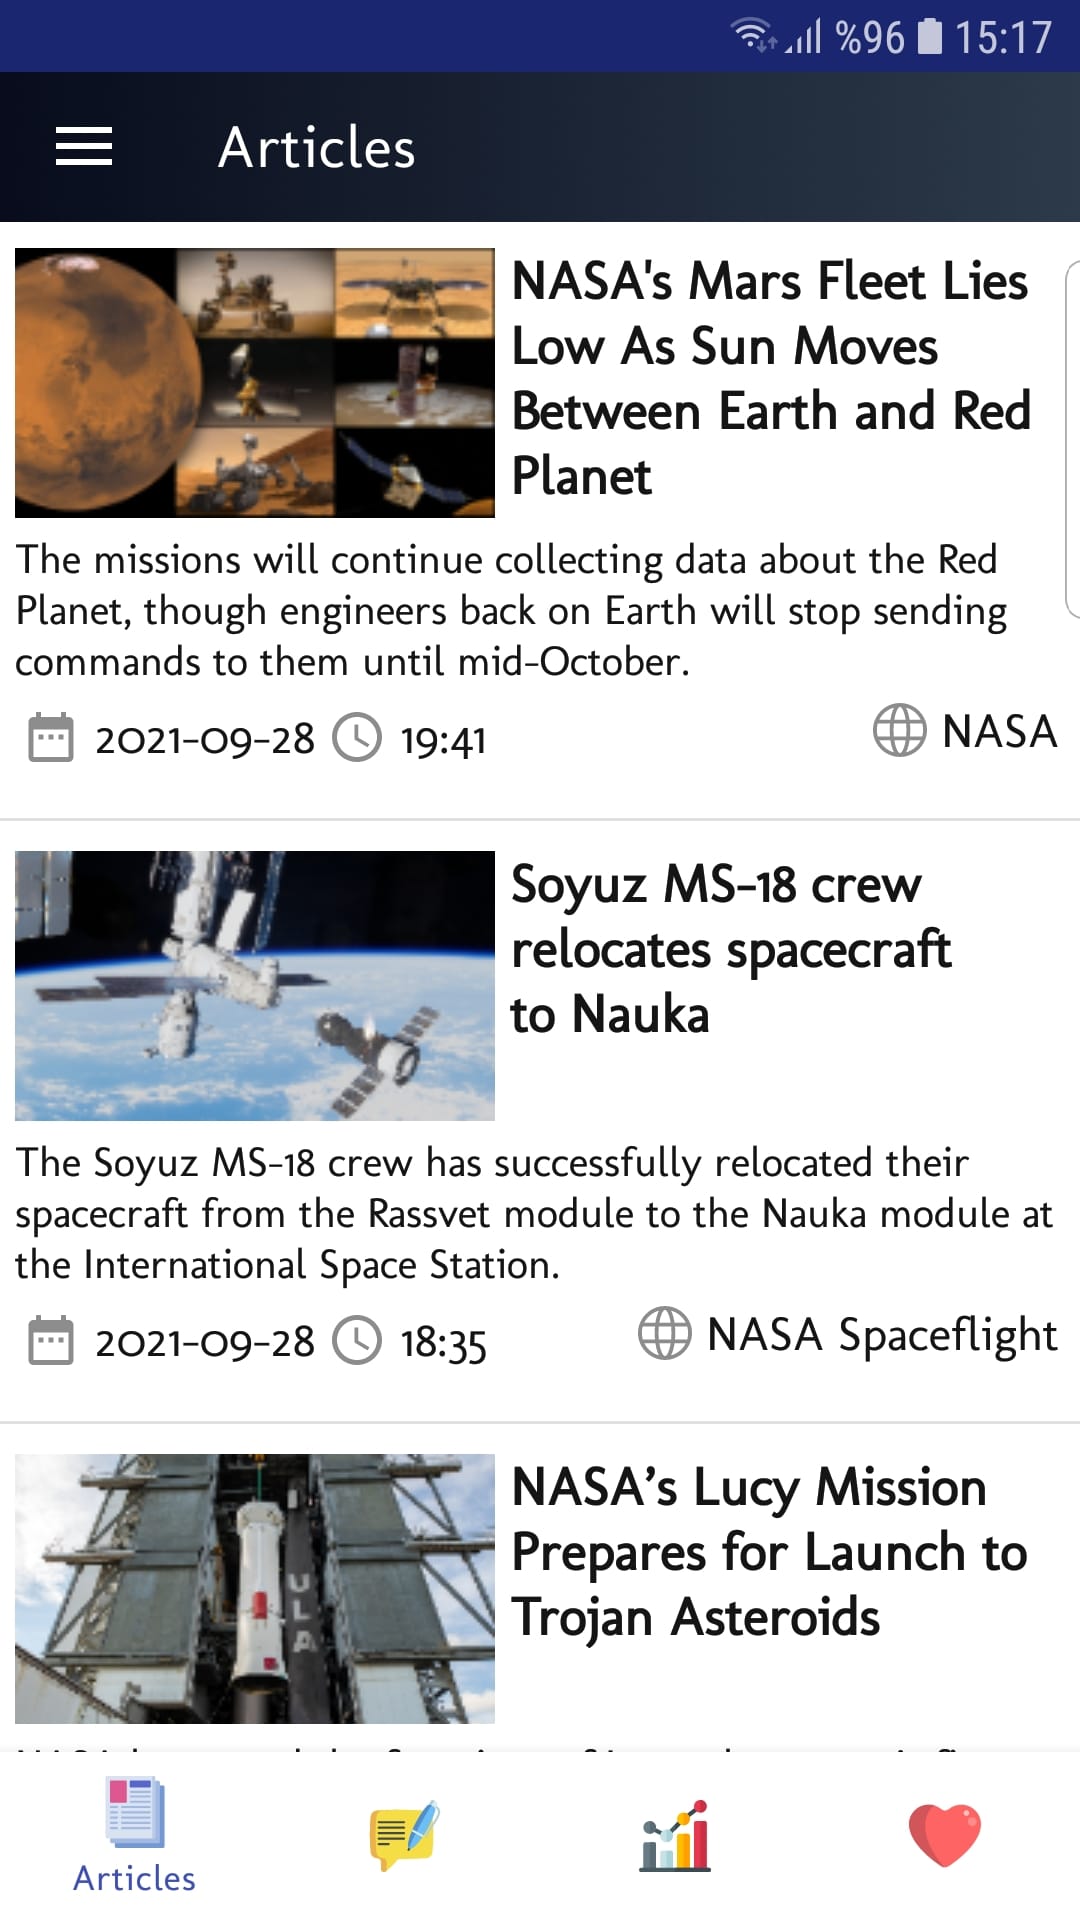 %96 15:17
Articles
NASA's Mars Fleet Lies
Low As Sun Moves
Between Earth and Red
Planet
The missions will continue collecting data about the Red
Planet, though engineers back on Earth will stop sending
commands to them until mid-October.
2021-09-28 19:41 NASA
Soyuz MS-18 crew
relocates spacecraft
to Nauka
The Soyuz MS-18 crew has successfully relocated their
spacecraft from the Rassvet module to the Nauka module at
the International Space Station.
2021-09-28 18:35 NASA Spaceflight
NASA’s Lucy Mission
Prepares for Launch to
Trojan Asteroids
ULA
Articles